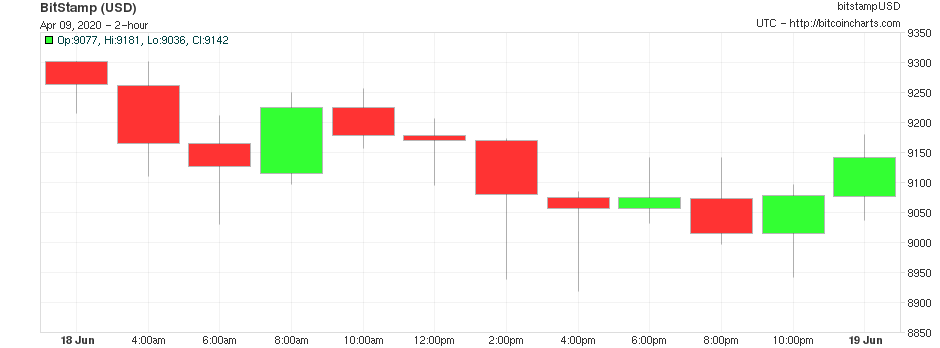 BitStamp (USD)
bitstampUSD
Apr 09, 2020 - 2-hour
UTC - http://bitcoincharts.com
Op:9077, Hi:9181, Lo:9036, Cl:9142
9350
9300
9250
9200
9150
9100
9050
9000
8950
8900
8850
18 Jun 4:00am 6:00am 8:00am 10:00am 12:00pm 2:00pm 4:00pm 6:00pm 8:00pm 10:00pm 19 Jun